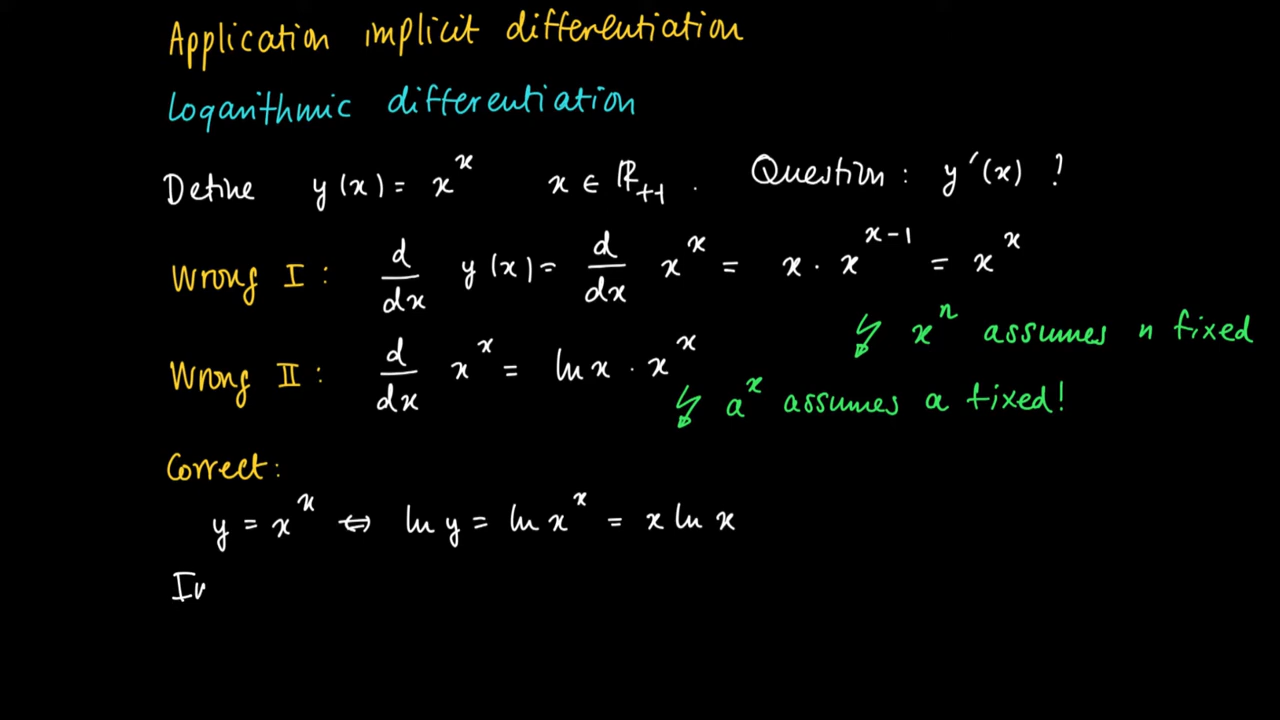 Application implicit differentiation
Logarithmic differentiation
Define y(x) = x^x x ∈ ℝ_++ . Question: y'(x) ?
Wrong I: d/dx y(x) = d/dx x^x = x · x^(x-1) = x^x
↯ x^n assumes n fixed
Wrong II: d/dx x^x = ln x · x^x
↯ a^x assumes a fixed!
Correct:
y = x^x ⇔ ln y = ln x^x = x ln x